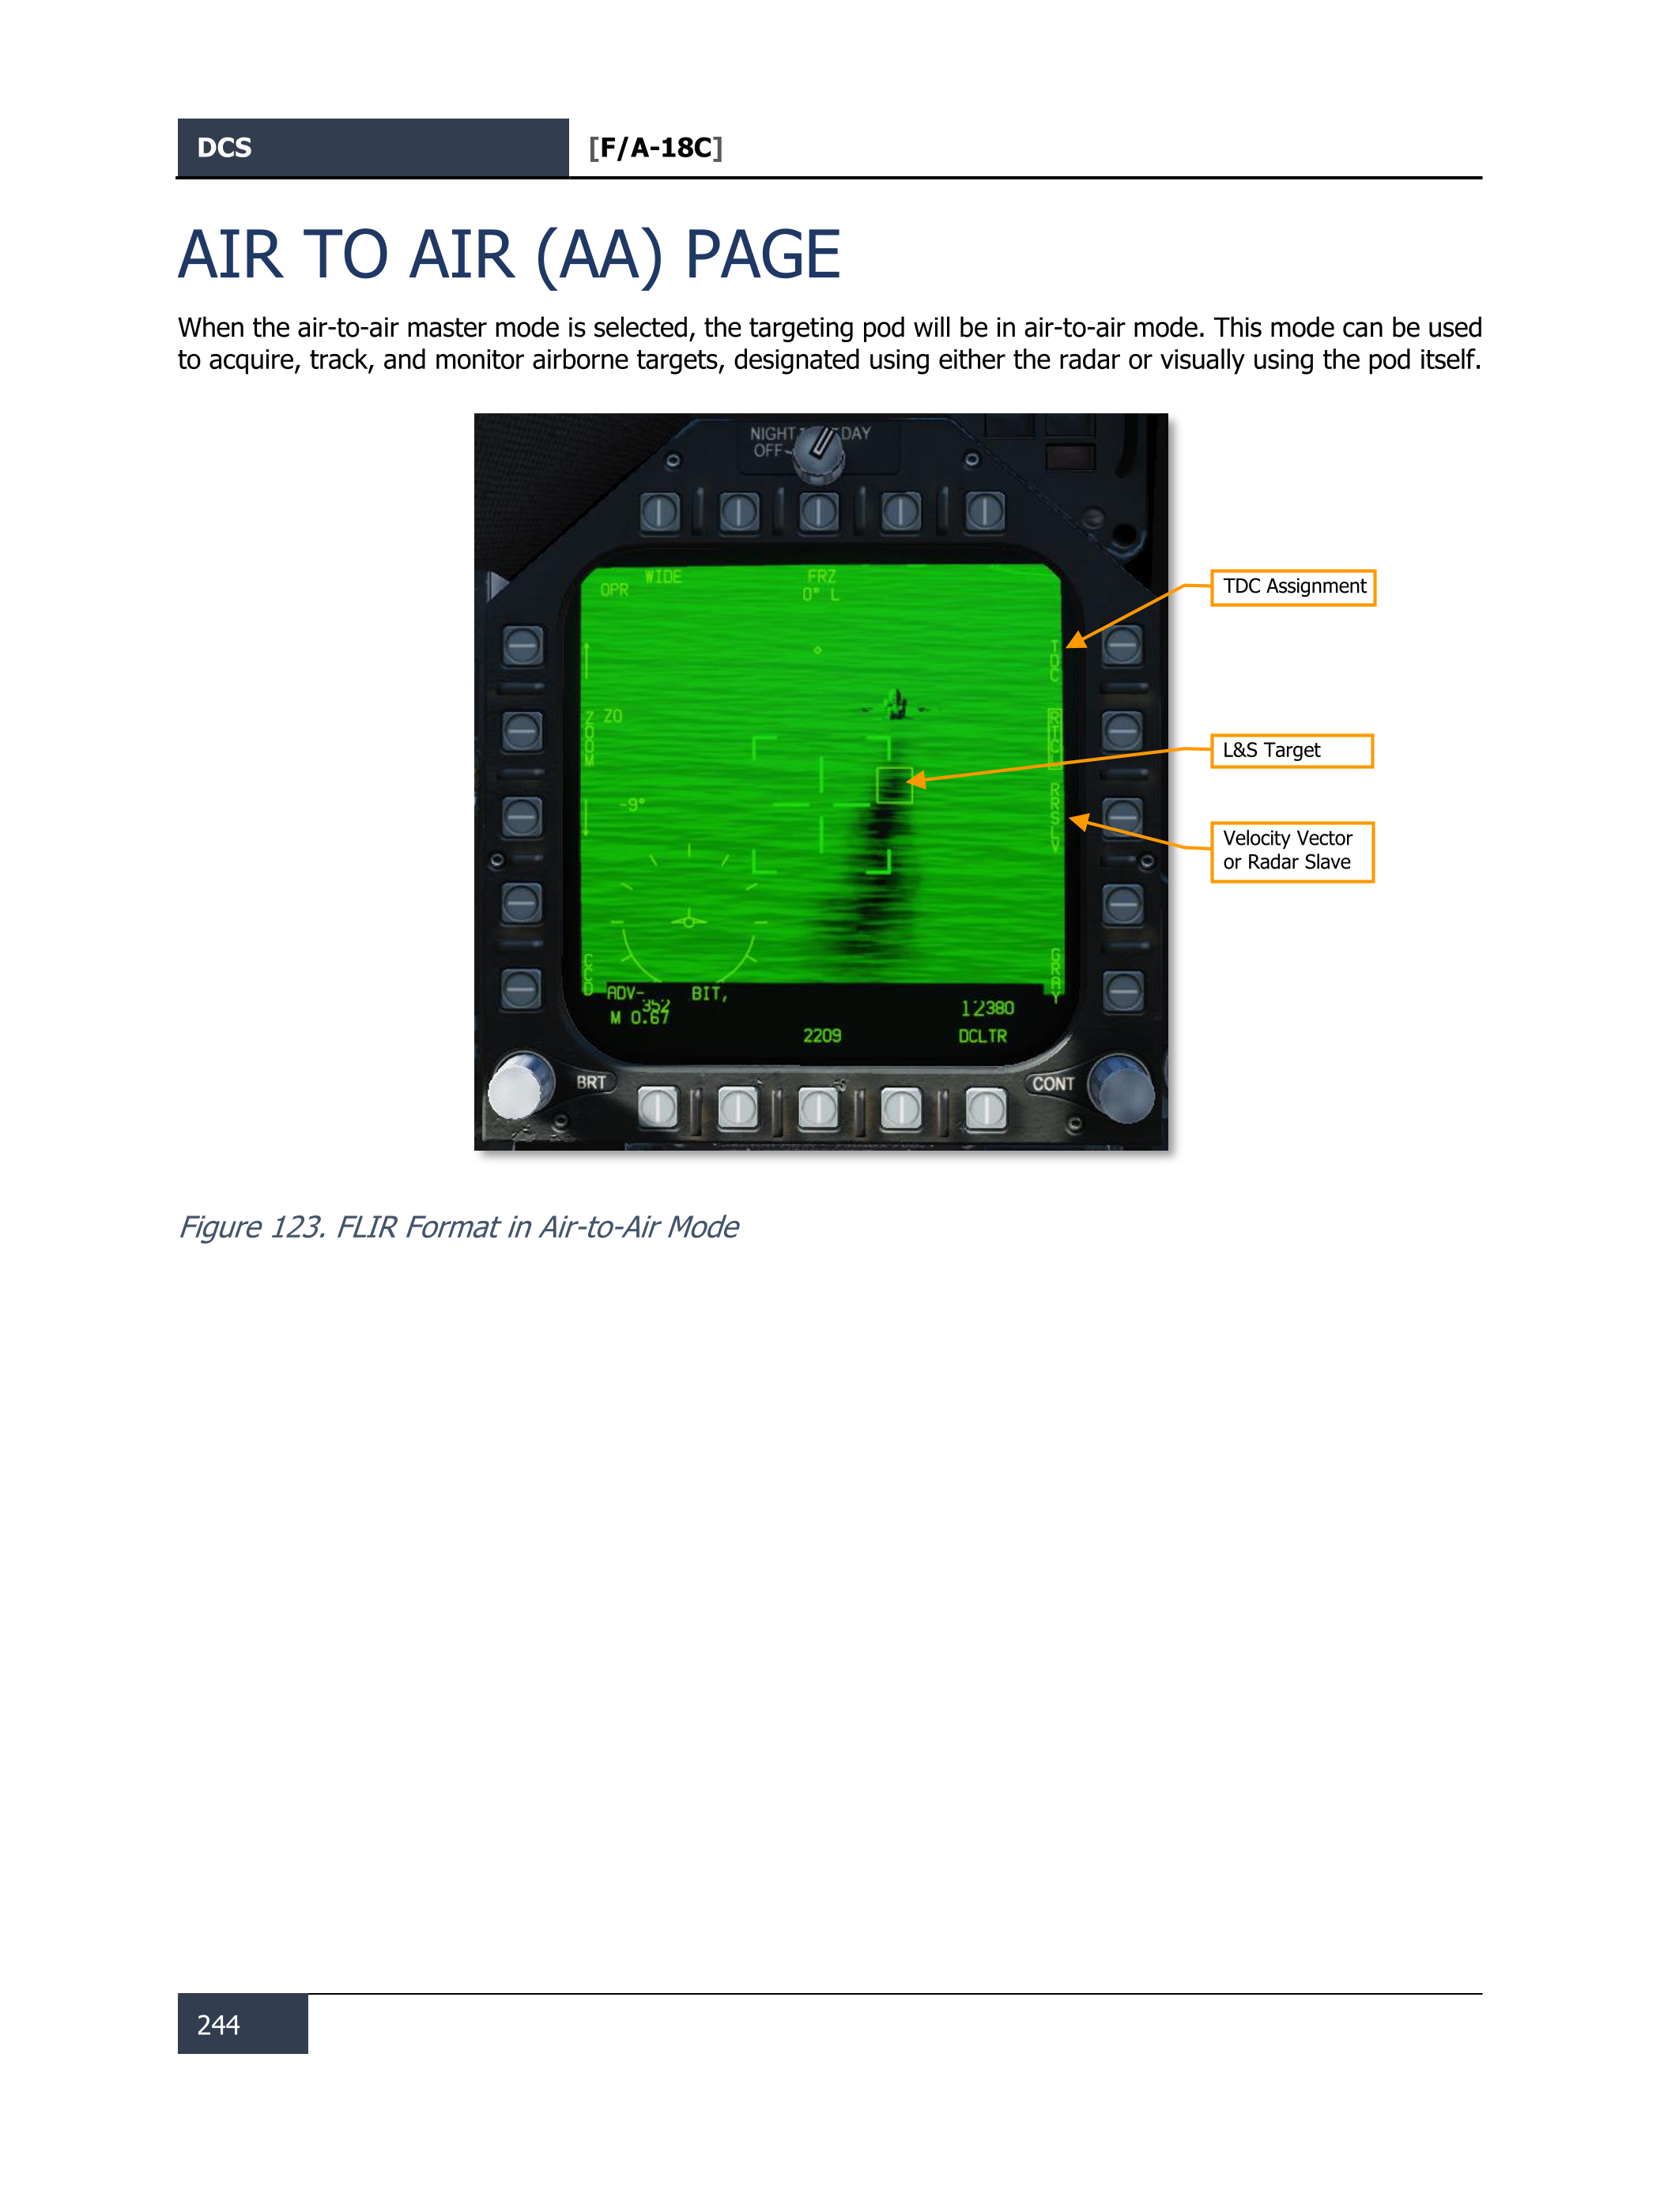 DCS
[F/A-18C]
AIR TO AIR (AA) PAGE
When the air-to-air master mode is selected, the targeting pod will be in air-to-air mode. This mode can be used
to acquire, track, and monitor airborne targets, designated using either the radar or visually using the pod itself.
NIGHT DAY
OFF
WIDE
FRZ
OPR
0° L
TDC Assignment
TDC
ZOOM
Z0
RTCL
L&S Target
RRSLV
-9°
Velocity Vector
or Radar Slave
CCD
GRAY
ADV- BIT,
352
12380
M 0.67
2209
DCLTR
BRT
CONT
Figure 123. FLIR Format in Air-to-Air Mode
244